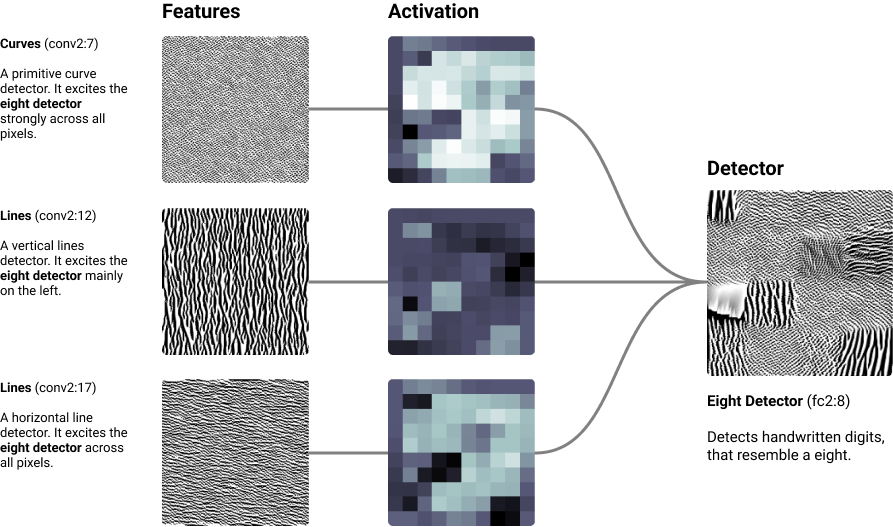 Features
Activation
Curves (conv2:7)
A primitive curve
detector. It excites the
eight detector
strongly across all
pixels.
Lines (conv2:12)
A vertical lines
detector. It excites the
eight detector mainly
on the left.
Lines (conv2:17)
A horizontal line
detector. It excites the
eight detector across
all pixels.
Detector
Eight Detector (fc2:8)
Detects handwritten digits,
that resemble a eight.